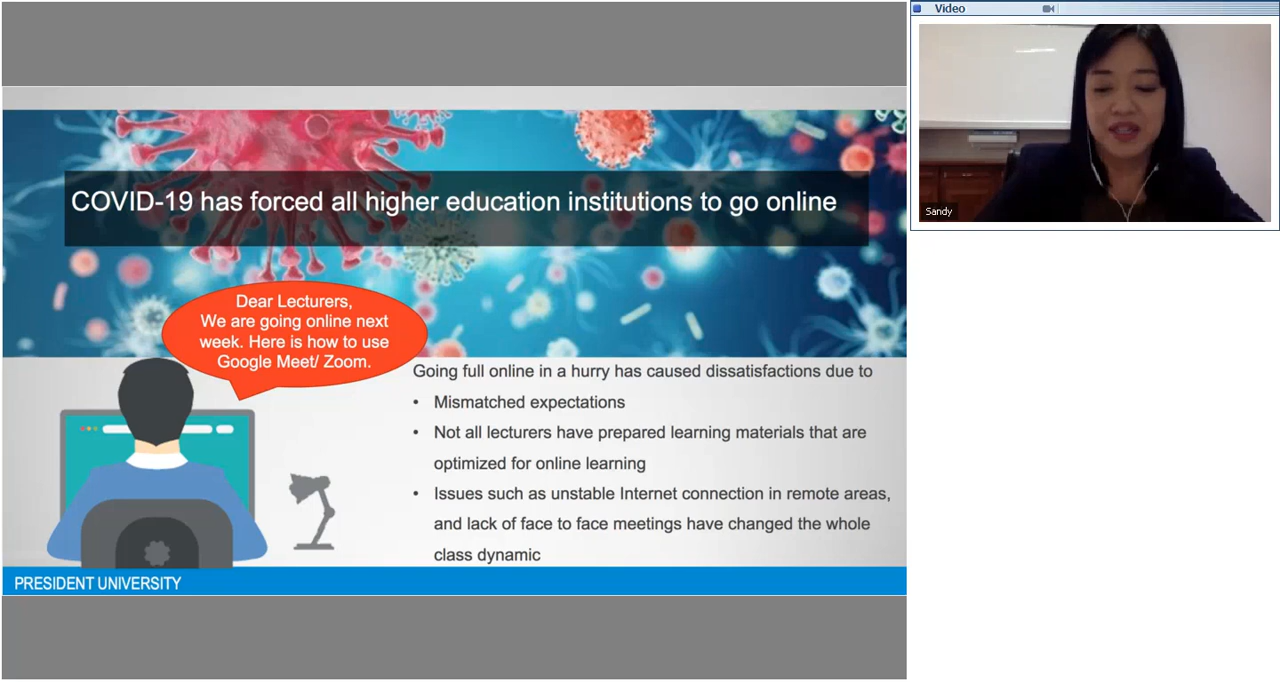 Video
Sandy
COVID-19 has forced all higher education institutions to go online
Dear Lecturers,
We are going online next
week. Here is how to use
Google Meet/ Zoom.
Going full online in a hurry has caused dissatisfactions due to
• Mismatched expectations
• Not all lecturers have prepared learning materials that are
optimized for online learning
• Issues such as unstable Internet connection in remote areas,
and lack of face to face meetings have changed the whole
class dynamic
PRESIDENT UNIVERSITY